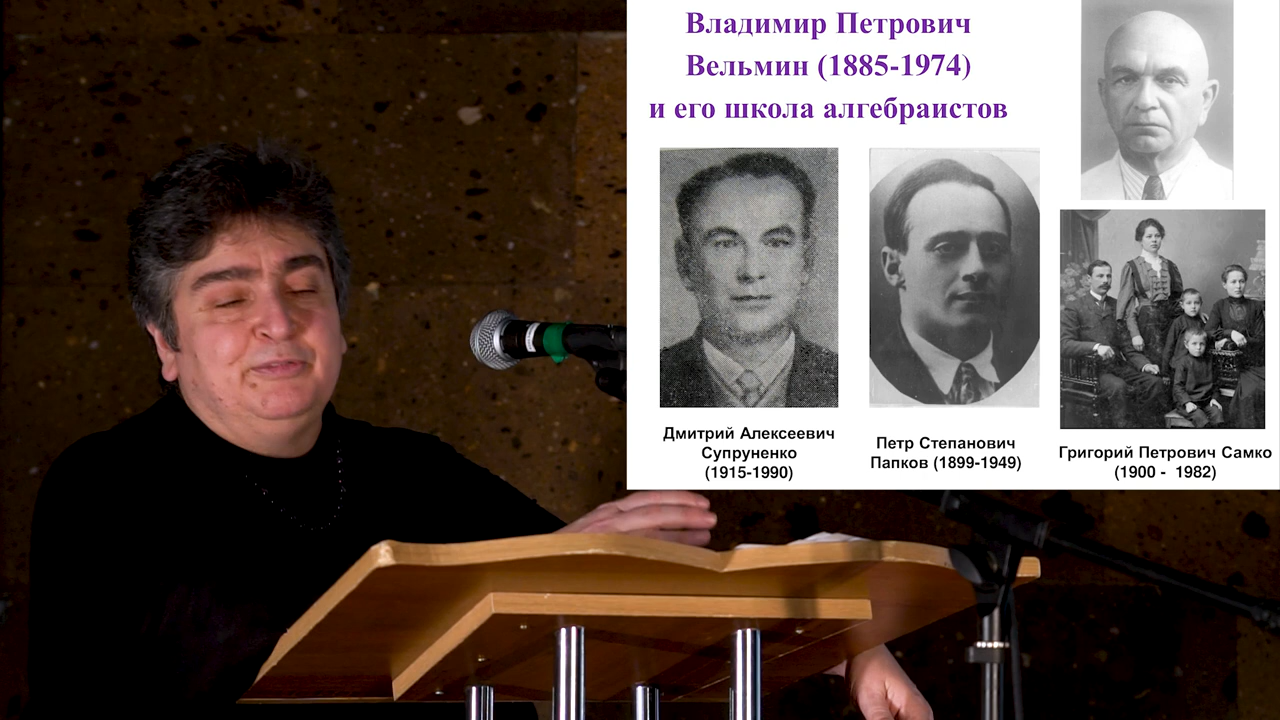 Владимир Петрович
Вельмин (1885-1974)
и его школа алгебраистов
Дмитрий Алексеевич
Супруненко
(1915-1990)
Петр Степанович
Папков (1899-1949)
Григорий Петрович Самко
(1900 - 1982)